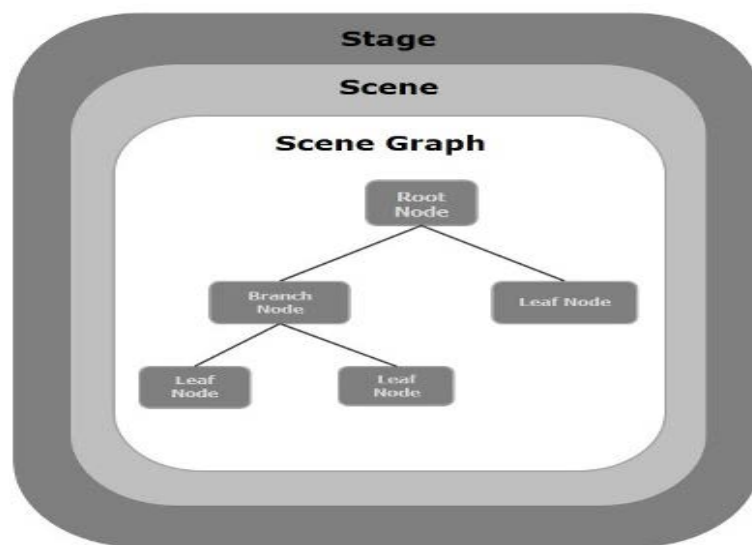 Stage
Scene
Scene Graph
Root
Node
Branch
Node
Leaf Node
Leaf
Node
Leaf
Node